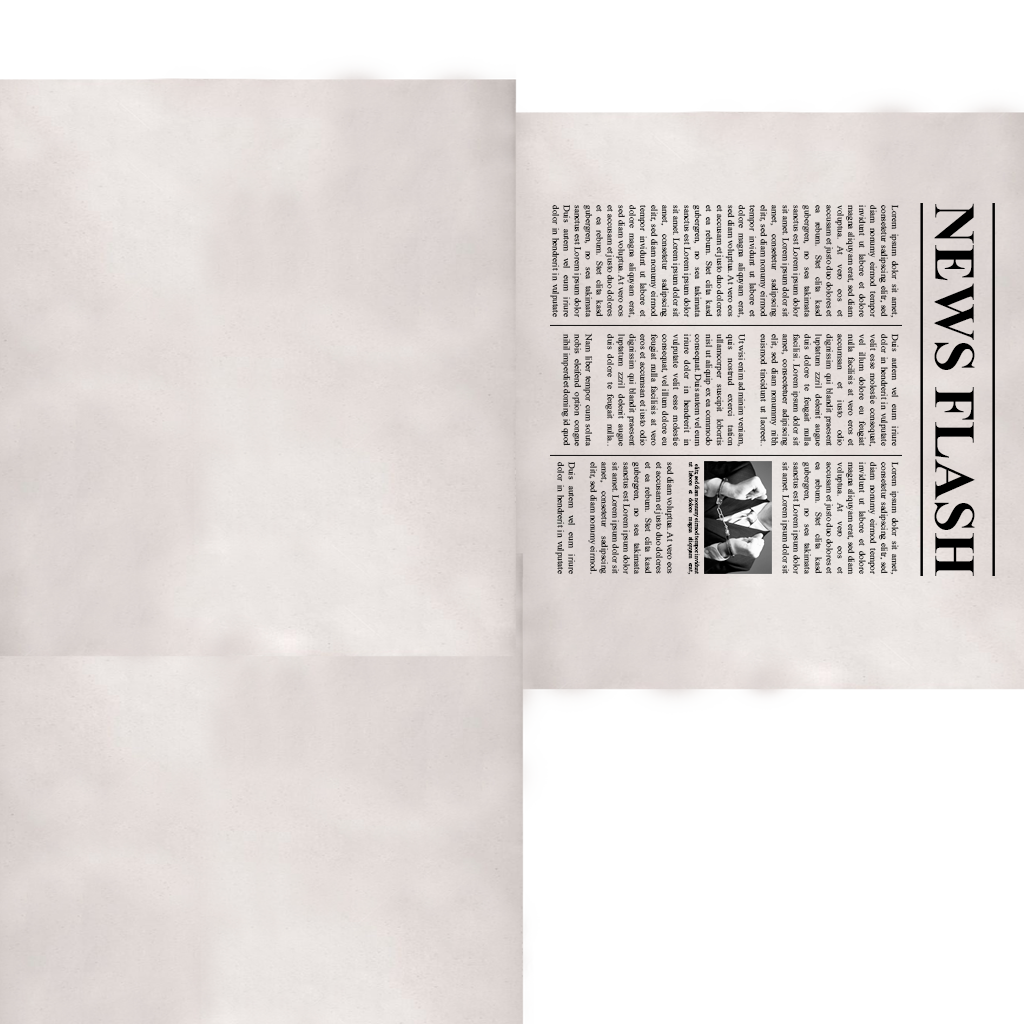 NEWS FLASH
Lorem ipsum dolor sit amet,
consetetur sadipscing elitr, sed
diam nonumy eirmod tempor
invidunt ut labore et dolore
magna aliquyam erat, sed diam
voluptua. At vero eos et
accusam et justo duo dolores et
ea rebum. Stet clita kasd
gubergren, no sea takimata
sanctus est Lorem ipsum dolor
sit amet. Lorem ipsum dolor sit
amet, consetetur sadipscing
elitr, sed diam nonumy eirmod
tempor invidunt ut labore et
dolore magna aliquyam erat,
sed diam voluptua. At vero eos
et accusam et justo duo dolores
et ea rebum. Stet clita kasd
gubergren, no sea takimata
sanctus est Lorem ipsum dolor
sit amet. Lorem ipsum dolor sit
amet, consetetur sadipscing
elitr, sed diam nonumy eirmod
tempor invidunt ut labore et
dolore magna aliquyam erat,
sed diam voluptua. At vero eos
et accusam et justo duo dolores
et ea rebum. Stet clita kasd
gubergren, no sea takimata
sanctus est Lorem ipsum dolor
Duis autem vel eum iriure
dolor in hendrerit in vulputate
Duis autem vel eum iriure
dolor in hendrerit in vulputate
velit esse molestie consequat,
vel illum dolore eu feugiat
nulla facilisis at vero eros et
accumsan et iusto odio
dignissim qui blandit praesent
luptatum zzril delenit augue
duis dolore te feugait nulla
facilisi. Lorem ipsum dolor sit
amet, consectetuer adipiscing
elit, sed diam nonummy nibh
euismod tincidunt ut laoreet..
Ut wisi enim ad minim veniam,
quis nostrud exerci tation
ullamcorper suscipit lobortis
nisl ut aliquip ex ea commodo
consequat. Duis autem vel eum
iriure dolor in hendrerit in
vulputate velit esse molestie
consequat, vel illum dolore eu
feugiat nulla facilisis at vero
eros et accumsan et iusto odio
dignissim qui blandit praesent
luptatum zzril delenit augue
duis dolore te feugait nulla..
Nam liber tempor cum soluta
nobis eleifend option congue
nihil imperdiet doming id quod
Lorem ipsum dolor sit amet,
consetetur sadipscing elitr, sed
diam nonumy eirmod tempor
invidunt ut labore et dolore
magna aliquyam erat, sed diam
voluptua. At vero eos et
accusam et justo duo dolores et
ea rebum. Stet clita kasd
gubergren, no sea takimata
sanctus est Lorem ipsum dolor
sit amet. Lorem ipsum dolor sit
elitr, sed diam nonumy eirmod tempor invidunt
ut labore et dolore magna aliquyam erat,
sed diam voluptua. At vero eos
et accusam et justo duo dolores
et ea rebum. Stet clita kasd
gubergren, no sea takimata
sanctus est Lorem ipsum dolor
sit amet. Lorem ipsum dolor sit
amet, consetetur sadipscing
elitr, sed diam nonumy eirmod
Duis autem vel eum iriure
dolor in hendrerit in vulputate